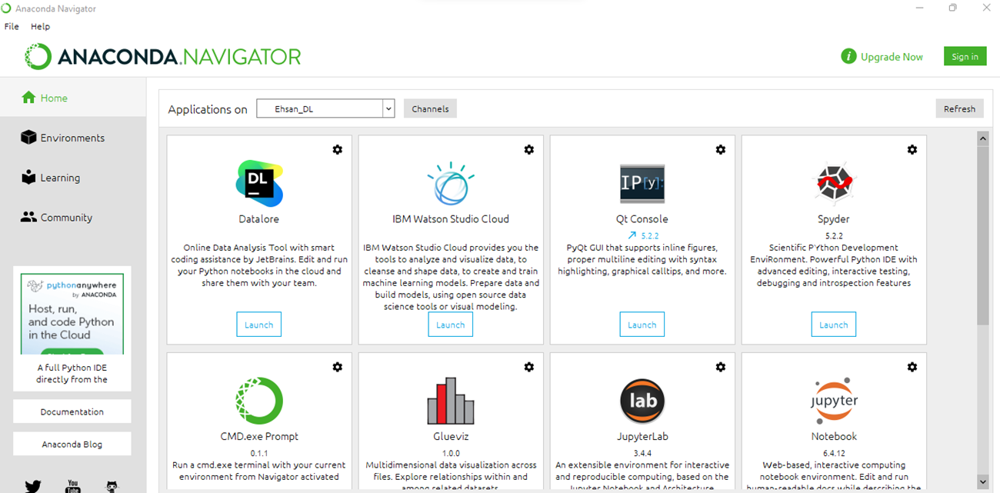 Anaconda Navigator
File Help
ANACONDA.NAVIGATOR
Upgrade Now
Sign in
Home
Environments
Learning
Community
Applications on
Ehsan_DL
Channels
Refresh
DL
Datalore
Online Data Analysis Tool with smart
coding assistance by JetBrains. Edit and run
your Python notebooks in the cloud and
share them with your team.
Launch
IBM Watson Studio Cloud
IBM Watson Studio Cloud provides you the
tools to analyze and visualize data, to
cleanse and shape data, to create and train
machine learning models. Prepare data and
build models, using open source data
science tools or visual modeling.
Launch
IP[y]:
Qt Console
5.2.2
PyQt GUI that supports inline figures,
proper multiline editing with syntax
highlighting, graphical calltips, and more.
Launch
Spyder
5.2.2
Scientific PYthon Development
EnviRonment. Powerful Python IDE with
advanced editing, interactive testing,
debugging and introspection features
Launch
CMD.exe Prompt
0.1.1
Run a cmd.exe terminal with your current
environment from Navigator activated
Glueviz
1.0.0
Multidimensional data visualization across
files. Explore relationships within and
among related datasets.
lab
JupyterLab
3.4.4
An extensible environment for interactive
and reproducible computing, based on the
Jupyter Notebook and Architecture.
jupyter
Notebook
6.4.12
Web-based, interactive computing
notebook environment. Edit and run
human-readable docs while describing the
pythonanywhere
by ANACONDA
Host, run,
and code Python
in the Cloud
A full Python IDE
directly from the
Documentation
Anaconda Blog
You
Tube